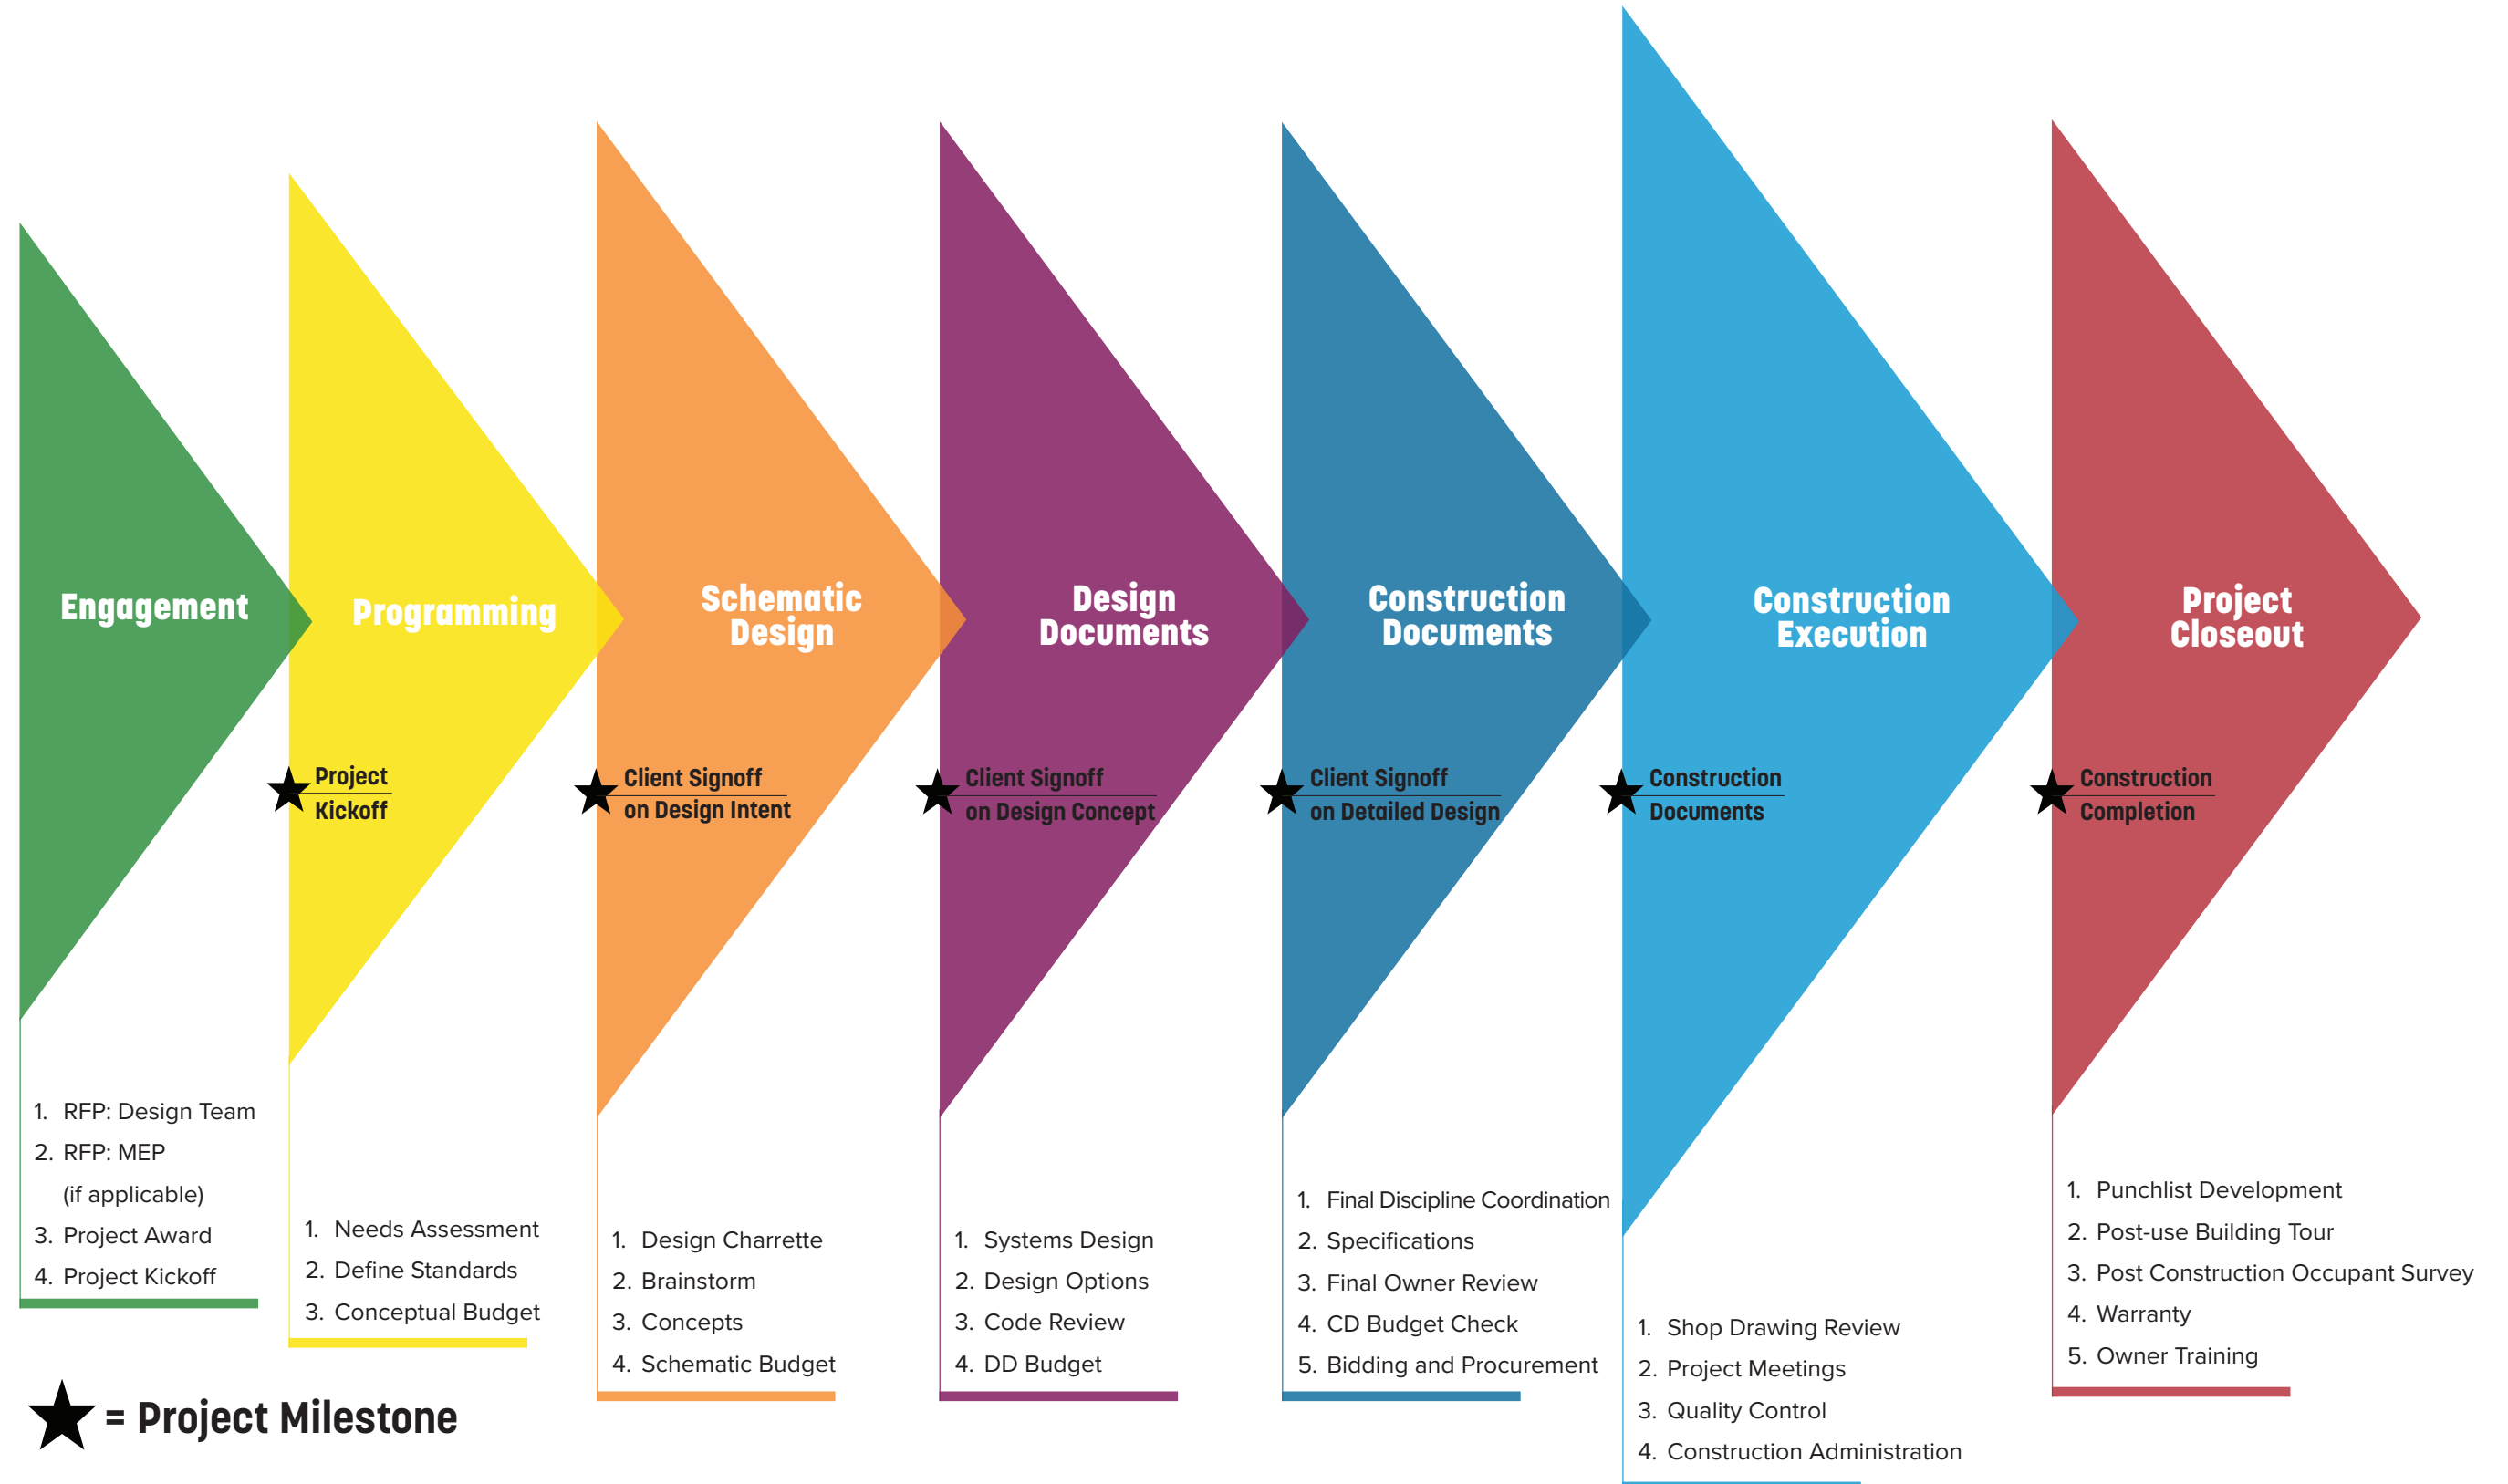 Engagement
Programming
Schematic
Design
Design
Documents
Construction
Documents
Construction
Execution
Project
Closeout
Project
Kickoff
Client Signoff
on Design Intent
Client Signoff
on Design Concept
Client Signoff
on Detailed Design
Construction
Documents
Construction
Completion
1. RFP: Design Team
2. RFP: MEP
(if applicable)
3. Project Award
4. Project Kickoff
1. Needs Assessment
2. Define Standards
3. Conceptual Budget
1. Design Charrette
2. Brainstorm
3. Concepts
4. Schematic Budget
1. Systems Design
2. Design Options
3. Code Review
4. DD Budget
1. Final Discipline Coordination
2. Specifications
3. Final Owner Review
4. CD Budget Check
5. Bidding and Procurement
1. Shop Drawing Review
2. Project Meetings
3. Quality Control
4. Construction Administration
1. Punchlist Development
2. Post-use Building Tour
3. Post Construction Occupant Survey
4. Warranty
5. Owner Training
= Project Milestone